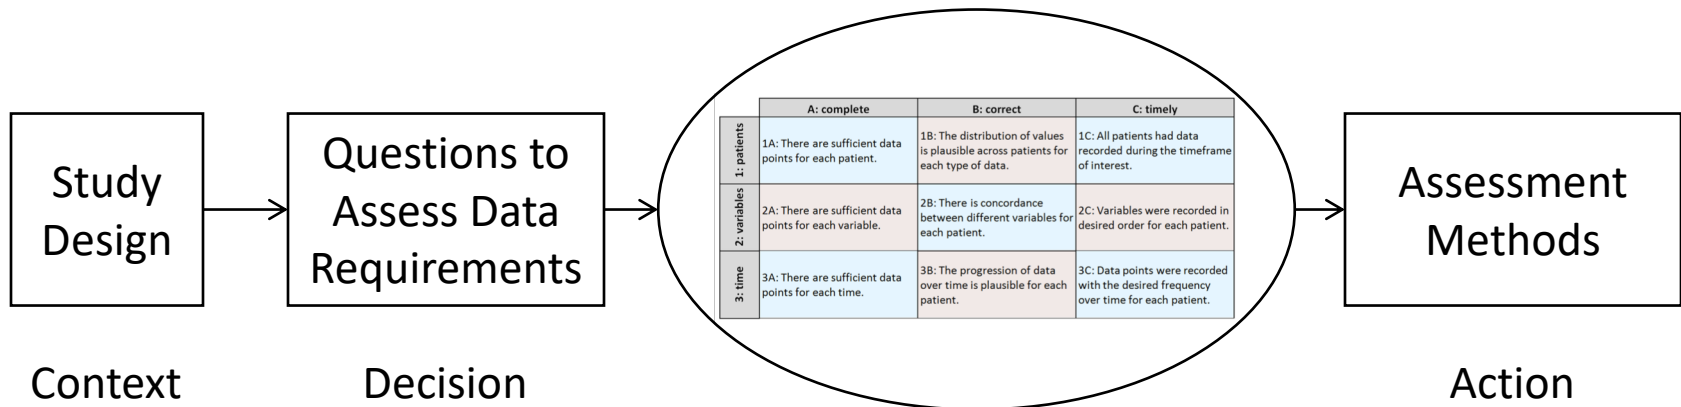 Study
Design
Questions to
Assess Data
Requirements
A: complete
B: correct
C: timely
1: patients
1A: There are sufficient data
points for each patient.
1B: The distribution of values
is plausible across patients for
each type of data.
1C: All patients had data
recorded during the timeframe
of interest.
2: variables
2A: There are sufficient data
points for each variable.
2B: There is concordance
between different variables for
each patient.
2C: Variables were recorded in
desired order for each patient.
3: time
3A: There are sufficient data
points for each time.
3B: The progression of data
over time is plausible for each
patient.
3C: Data points were recorded
with the desired frequency
over time for each patient.
Assessment
Methods
Context
Decision
Action